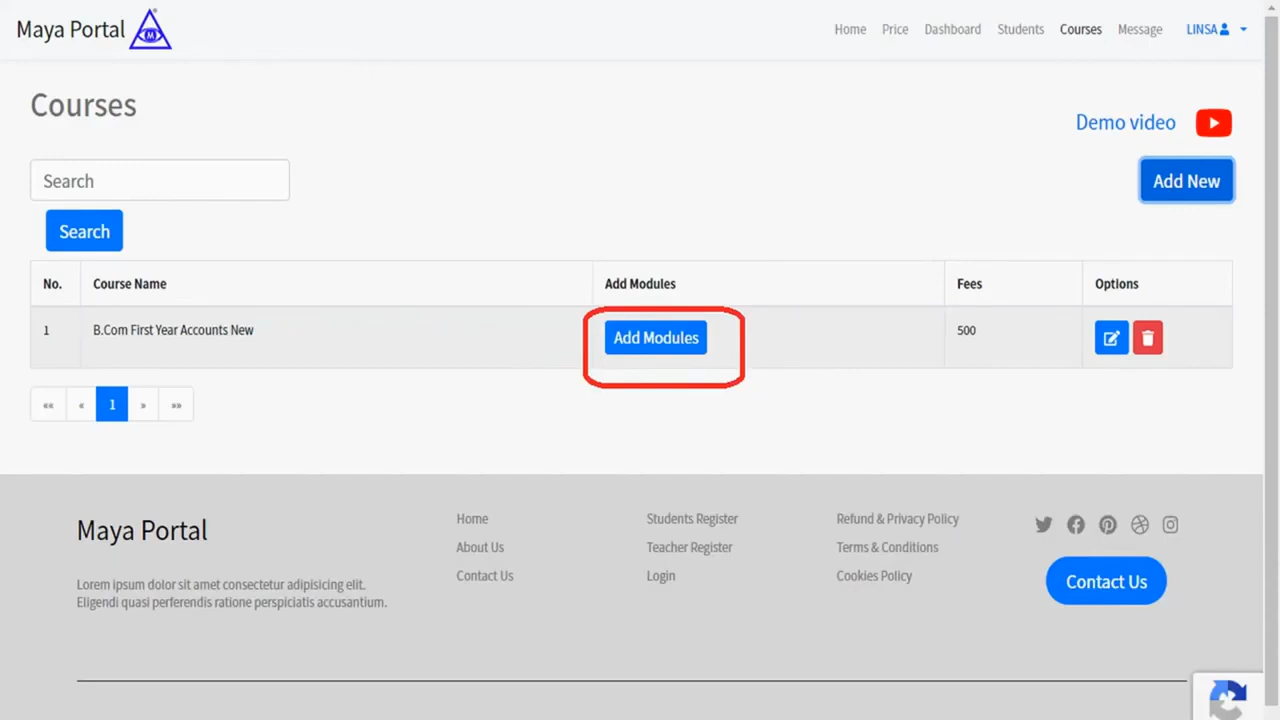 Maya Portal M
Home Price Dashboard Students Courses Message LINSA
Courses
Demo video
Search
Add New
Search
No. Course Name Add Modules Fees Options
1 B.Com First Year Accounts New Add Modules 500
«« « 1 » »»
Maya Portal
Lorem ipsum dolor sit amet consectetur adipisicing elit.
Eligendi quasi perferendis ratione perspiciatis accusantium.
Home
About Us
Contact Us
Students Register
Teacher Register
Login
Refund & Privacy Policy
Terms & Conditions
Cookies Policy
Contact Us